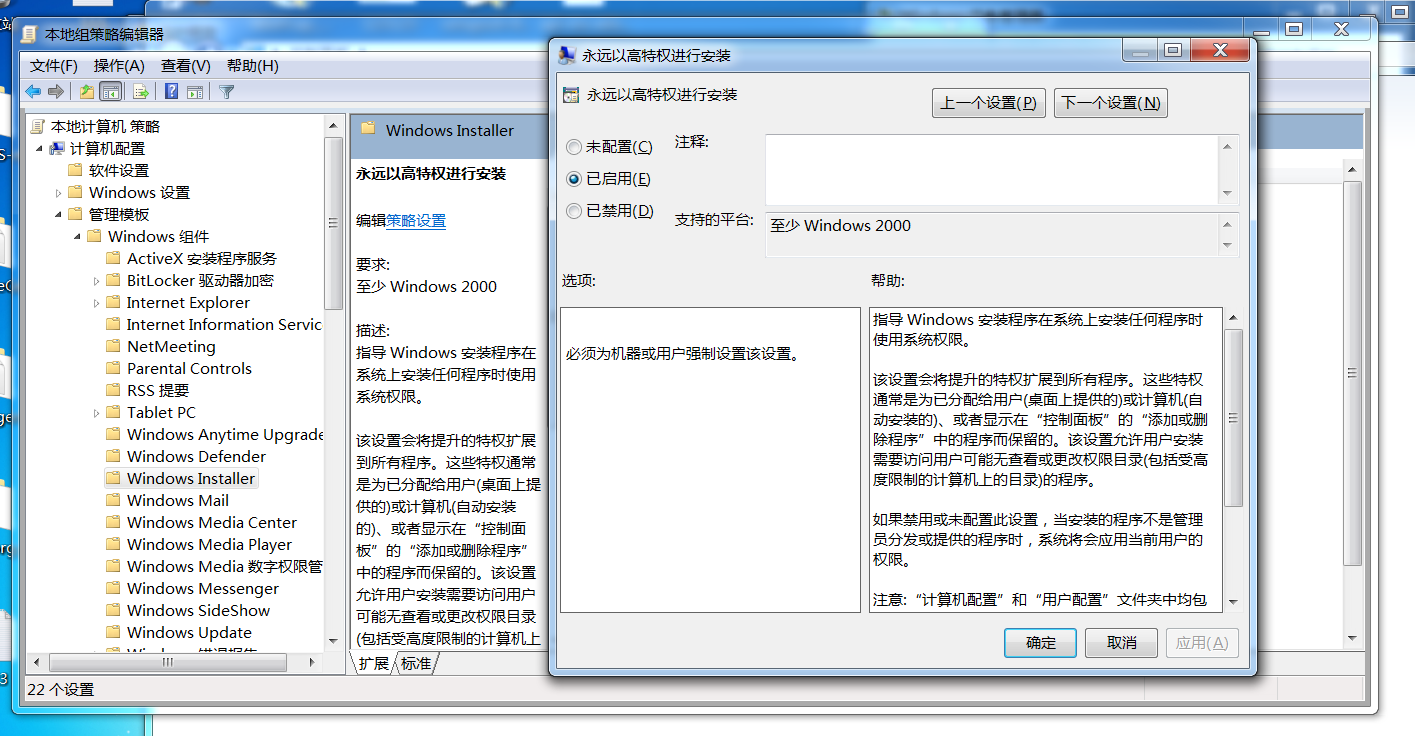 本地组策略编辑器
文件(F) 操作(A) 查看(V) 帮助(H)
本地计算机 策略
计算机配置
软件设置
Windows 设置
管理模板
Windows 组件
ActiveX 安装程序服务
BitLocker 驱动器加密
Internet Explorer
Internet Information Servic
NetMeeting
Parental Controls
RSS 提要
Tablet PC
Windows Anytime Upgrade
Windows Defender
Windows Installer
Windows Mail
Windows Media Center
Windows Media Player
Windows Media 数字权限管
Windows Messenger
Windows SideShow
Windows Update
22 个设置
Windows Installer
永远以高特权进行安装
编辑策略设置
要求:
至少 Windows 2000
描述:
指导 Windows 安装程序在
系统上安装任何程序时使用
系统权限。
该设置会将提升的特权扩展
到所有程序。这些特权通常
是为已分配给用户(桌面上提
供的)或计算机(自动安装
的)、或者显示在“控制面
板”的“添加或删除程序”
中的程序而保留的。该设置
允许用户安装需要访问用户
可能无查看或更改权限目录
(包括受高度限制的计算机上
扩展 标准
永远以高特权进行安装
永远以高特权进行安装
上一个设置(P) 下一个设置(N)
未配置(C)
已启用(E)
已禁用(D)
注释:
支持的平台:
至少 Windows 2000
选项:
必须为机器或用户强制设置该设置。
帮助:
指导 Windows 安装程序在系统上安装任何程序时
使用系统权限。
该设置会将提升的特权扩展到所有程序。这些特权
通常是为已分配给用户(桌面上提供的)或计算机(自
动安装的)、或者显示在“控制面板”的“添加或删
除程序”中的程序而保留的。该设置允许用户安装
需要访问用户可能无查看或更改权限目录(包括受高
度限制的计算机上的目录)的程序。
如果禁用或未配置此设置，当安装的程序不是管理
员分发或提供的程序时，系统将会应用当前用户的
权限。
注意:“计算机配置”和“用户配置”文件夹中均包
确定 取消 应用(A)